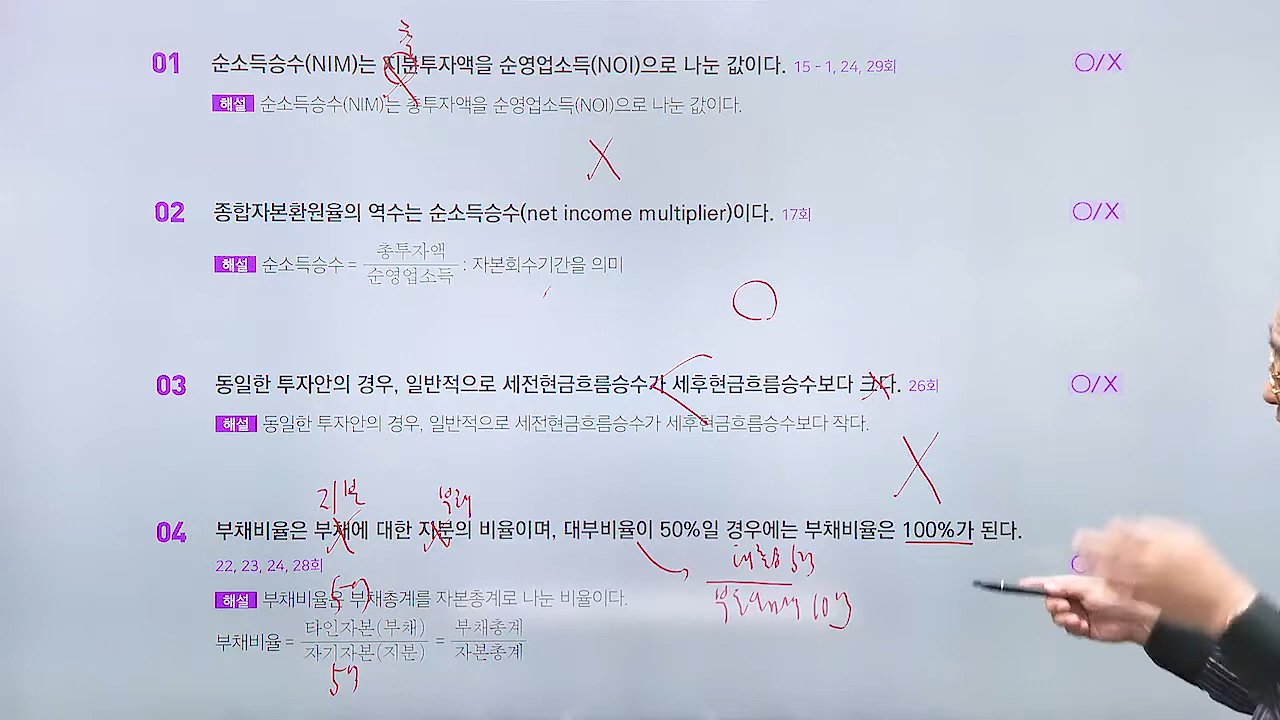 총
01 순소득승수(NIM)는 지분투자액을 순영업소득(NOI)으로 나눈 값이다. 15-1, 24, 29회 ○/X
해설 순소득승수(NIM)는 총투자액을 순영업소득(NOI)으로 나눈 값이다.
X
02 종합자본환원율의 역수는 순소득승수(net income multiplier)이다. 17회 ○/X
해설 순소득승수 = 총투자액 / 순영업소득 : 자본회수기간을 의미
○
03 동일한 투자안의 경우, 일반적으로 세전현금흐름승수가 세후현금흐름승수보다 크다. 26회 ○/X
해설 동일한 투자안의 경우, 일반적으로 세전현금흐름승수가 세후현금흐름승수보다 작다.
X
지분 부채
04 부채비율은 부채에 대한 지분의 비율이며, 대부비율이 50%일 경우에는 부채비율은 100%가 된다.
22, 23, 24, 28회
5억
해설 부채비율은 부채총계를 자본총계로 나눈 비율이다.
부채비율 = 타인자본(부채) / 자기자본(지분) = 부채총계 / 자본총계
5억
10억